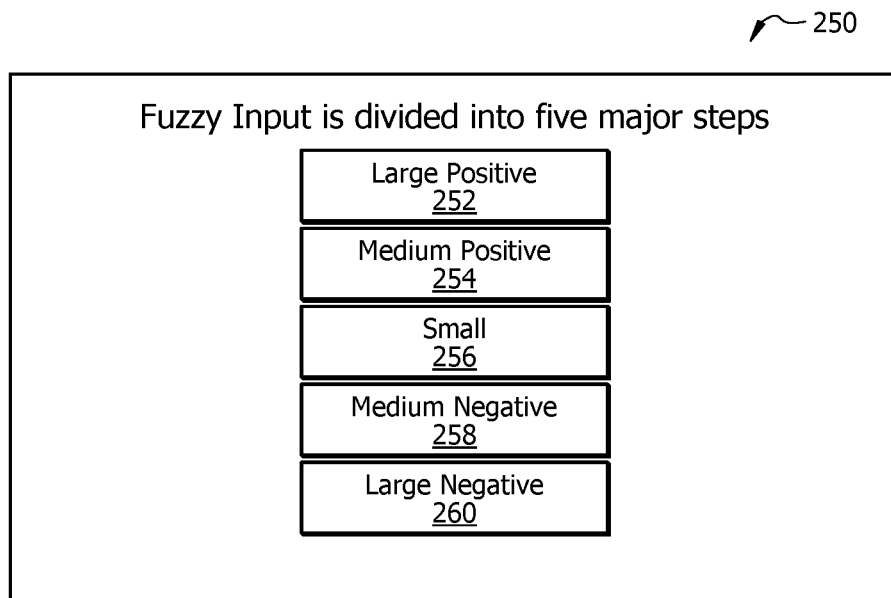 250
Fuzzy Input is divided into five major steps
Large Positive
252
Medium Positive
254
Small
256
Medium Negative
258
Large Negative
260